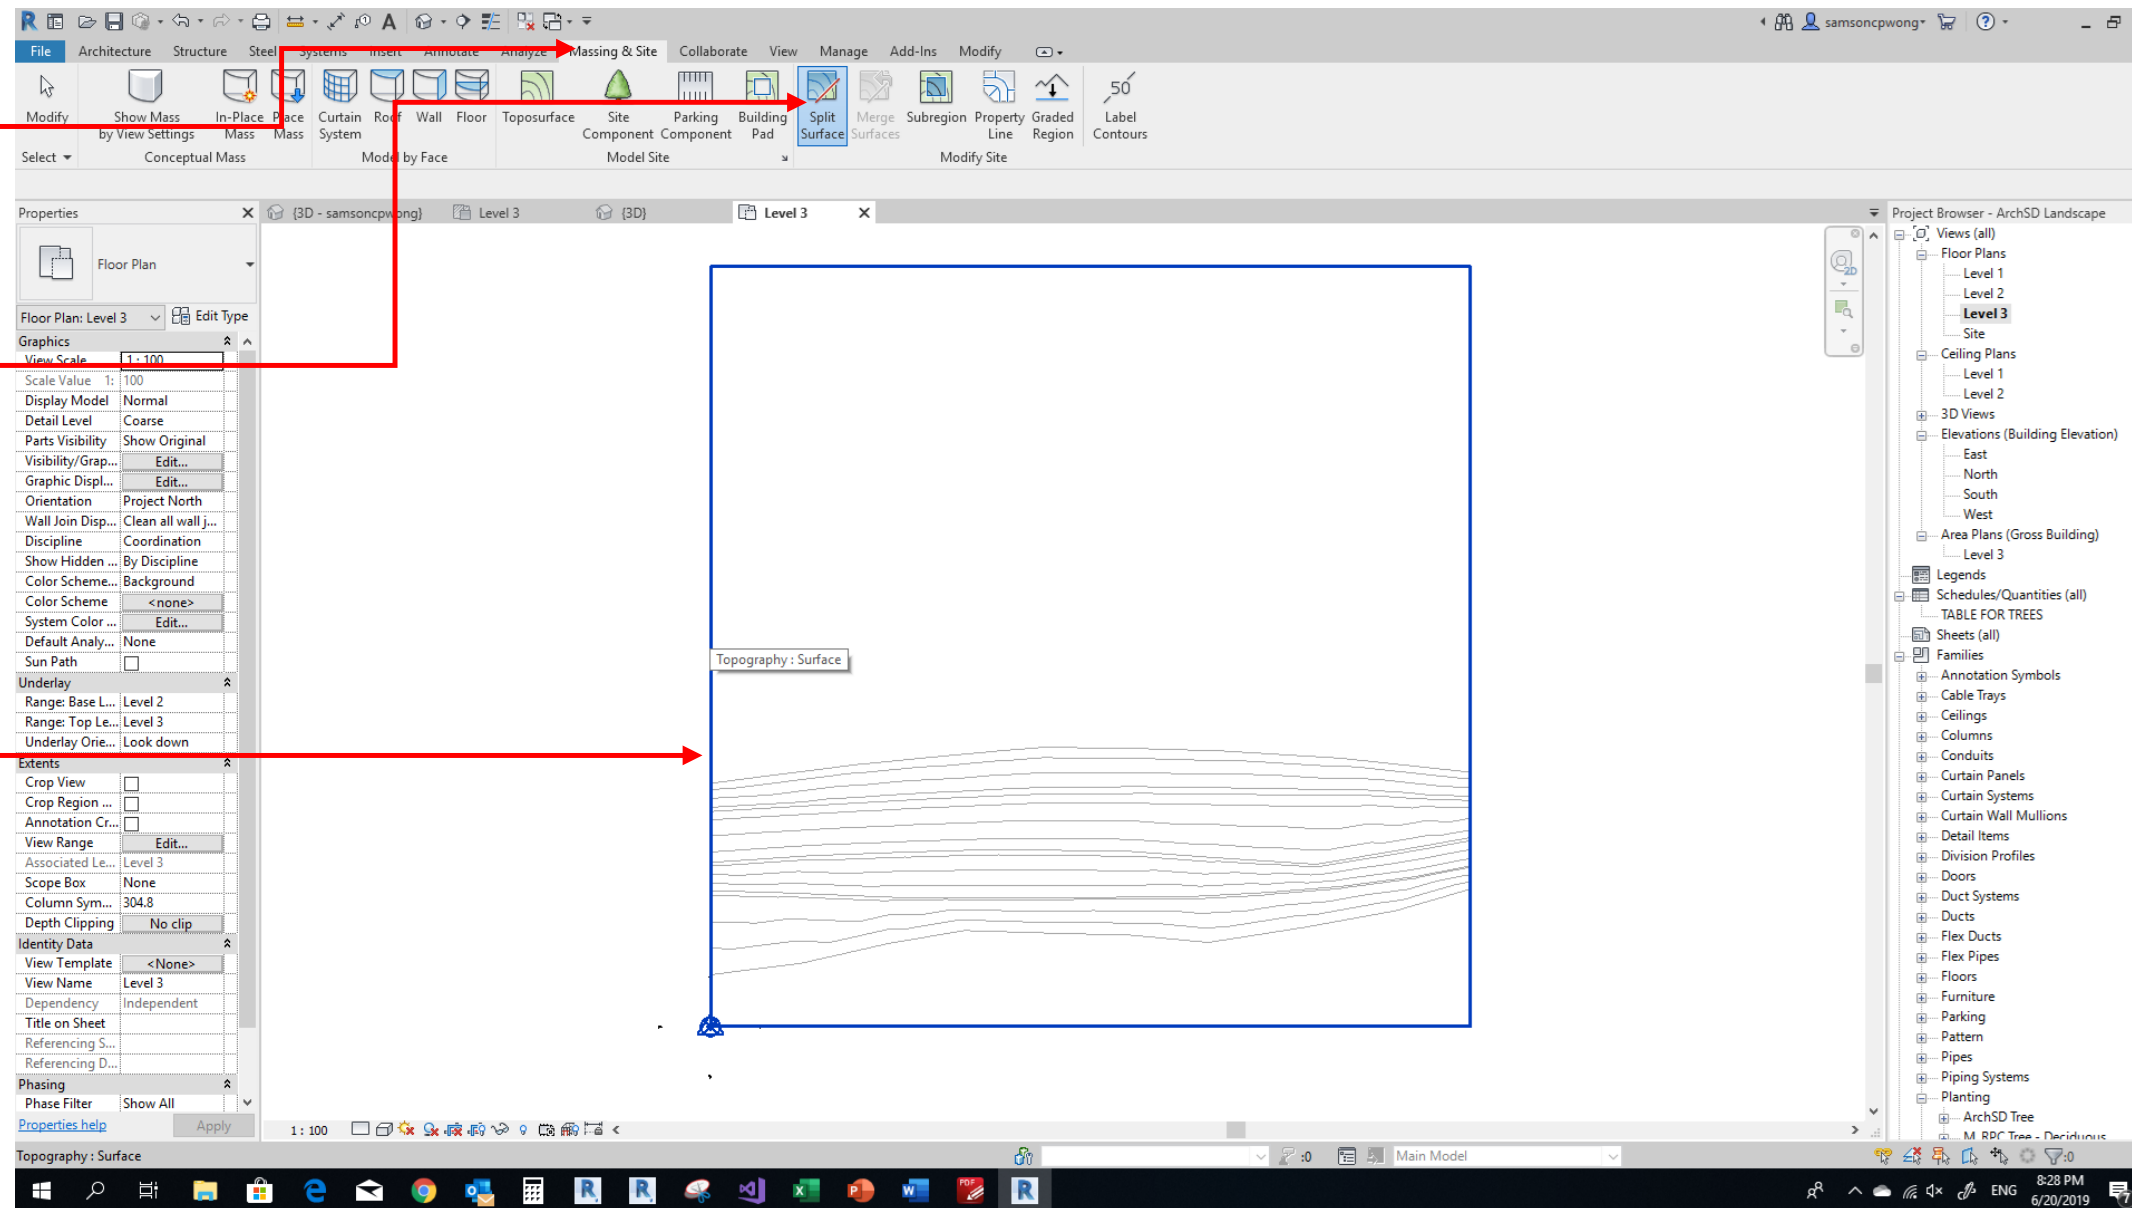 samsoncpwong
File Architecture Structure Steel Systems Insert Annotate Analyze Massing & Site Collaborate View Manage Add-Ins Modify
Modify Show Mass In-Place Place Curtain Roof Wall Floor Toposurface Site Parking Building Split Merge Subregion Property Graded Label
by View Settings Mass Mass System Component Component Pad Surface Surfaces Line Region Contours
Select Conceptual Mass Model by Face Model Site Modify Site
Properties {3D - samsoncpwong} Level 3 {3D} Level 3 Project Browser - ArchSD Landscape
Floor Plan
Floor Plan: Level 3 Edit Type
Graphics
View Scale 1 : 100
Scale Value 1: 100
Display Model Normal
Detail Level Coarse
Parts Visibility Show Original
Visibility/Grap... Edit...
Graphic Displ... Edit...
Orientation Project North
Wall Join Disp... Clean all wall j...
Discipline Coordination
Show Hidden ... By Discipline
Color Scheme... Background
Color Scheme <none>
System Color ... Edit...
Default Analy... None
Sun Path
Underlay
Range: Base L... Level 2
Range: Top Le... Level 3
Underlay Orie... Look down
Extents
Crop View
Crop Region ...
Annotation Cr...
View Range Edit...
Associated Le... Level 3
Scope Box None
Column Sym... 304.8
Depth Clipping No clip
Identity Data
View Template <None>
View Name Level 3
Dependency Independent
Title on Sheet
Referencing S...
Referencing D...
Phasing
Phase Filter Show All
Properties help Apply
2D
Topography : Surface
Views (all)
Floor Plans
Level 1
Level 2
Level 3
Site
Ceiling Plans
Level 1
Level 2
3D Views
Elevations (Building Elevation)
East
North
South
West
Area Plans (Gross Building)
Level 3
Legends
Schedules/Quantities (all)
TABLE FOR TREES
Sheets (all)
Families
Annotation Symbols
Cable Trays
Ceilings
Columns
Conduits
Curtain Panels
Curtain Systems
Curtain Wall Mullions
Detail Items
Division Profiles
Doors
Duct Systems
Ducts
Flex Ducts
Flex Pipes
Floors
Furniture
Parking
Pattern
Pipes
Piping Systems
Planting
ArchSD Tree
M_RPC Tree - Deciduous
1 : 100
Topography : Surface :0 Main Model :0
ENG 8:28 PM
6/20/2019